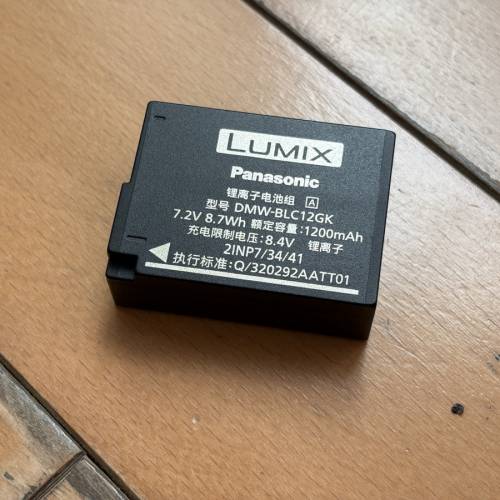 LUMIX
Panasonic
锂离子电池组 A
型号 DMW-BLC12GK
7.2V 8.7Wh 额定容量:1200mAh
充电限制电压:8.4V 锂离子
2INP7/34/41
执行标准:Q/320292AATT01